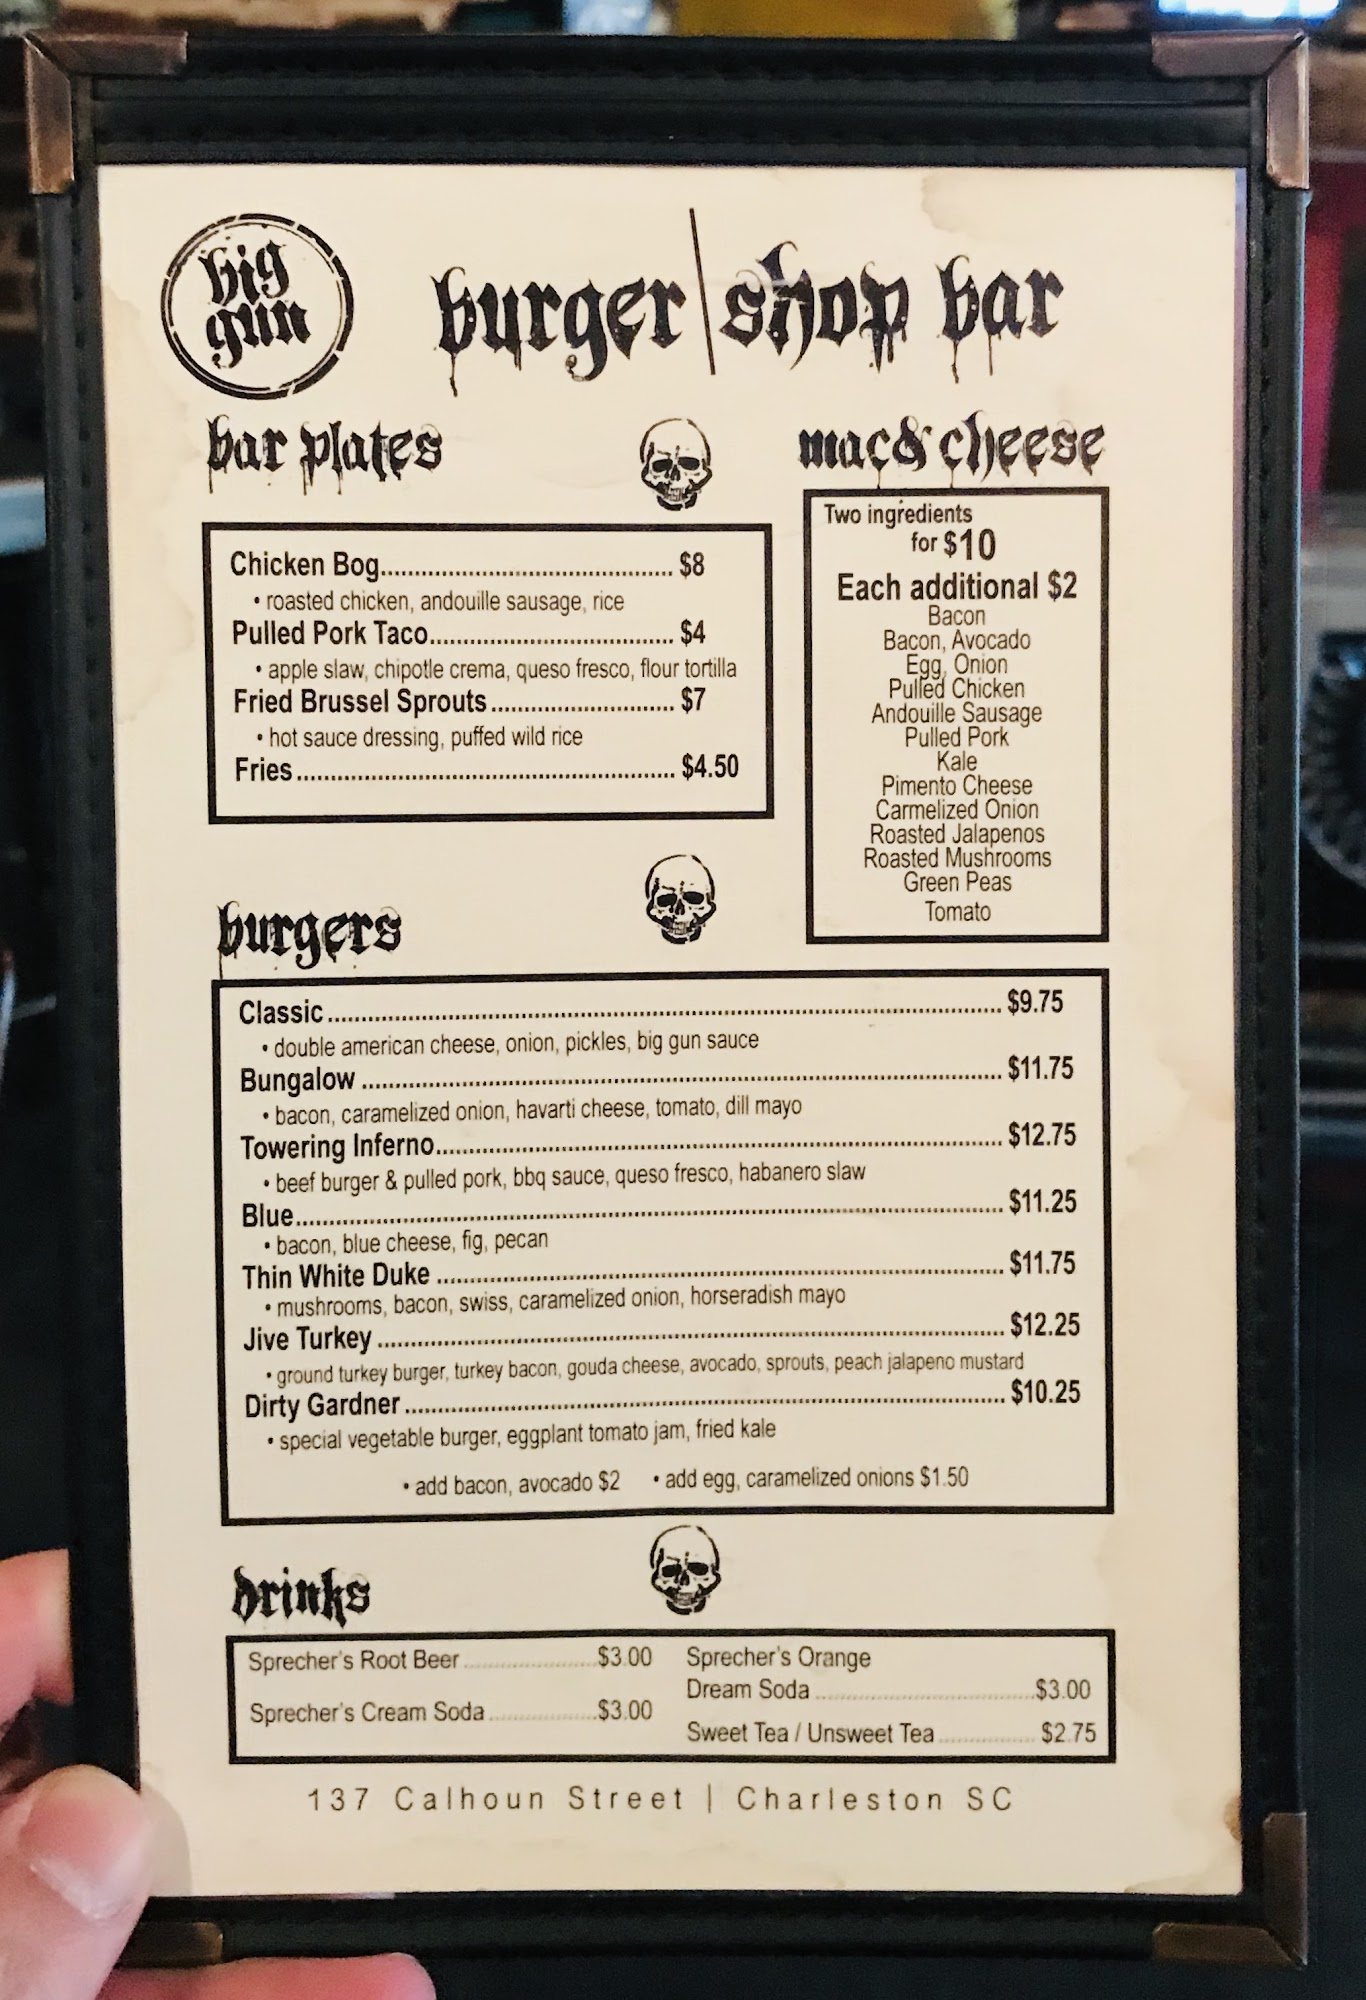 big
gun
burger | shop bar
bar plates
Chicken Bog........................................... $8
• roasted chicken, andouille sausage, rice
Pulled Pork Taco.................................... $4
• apple slaw, chipotle crema, queso fresco, flour tortilla
Fried Brussel Sprouts........................... $7
• hot sauce dressing, puffed wild rice
Fries........................................................ $4.50
mac & cheese
Two ingredients
for $10
Each additional $2
Bacon
Bacon, Avocado
Egg, Onion
Pulled Chicken
Andouille Sausage
Pulled Pork
Kale
Pimento Cheese
Carmelized Onion
Roasted Jalapenos
Roasted Mushrooms
Green Peas
Tomato
burgers
Classic.................................................................................................... $9.75
• double american cheese, onion, pickles, big gun sauce
Bungalow ............................................................................................... $11.75
• bacon, caramelized onion, havarti cheese, tomato, dill mayo
Towering Inferno.................................................................................... $12.75
• beef burger & pulled pork, bbq sauce, queso fresco, habanero slaw
Blue......................................................................................................... $11.25
• bacon, blue cheese, fig, pecan
Thin White Duke .................................................................................... $11.75
• mushrooms, bacon, swiss, caramelized onion, horseradish mayo
Jive Turkey ............................................................................................. $12.25
• ground turkey burger, turkey bacon, gouda cheese, avocado, sprouts, peach jalapeno mustard
Dirty Gardner.......................................................................................... $10.25
• special vegetable burger, eggplant tomato jam, fried kale
• add bacon, avocado $2 • add egg, caramelized onions $1.50
drinks
Sprecher's Root Beer ......................$3.00
Sprecher's Cream Soda ..................$3.00
Sprecher's Orange
Dream Soda ....................................$3.00
Sweet Tea / Unsweet Tea ................ $2.75
137 Calhoun Street | Charleston SC